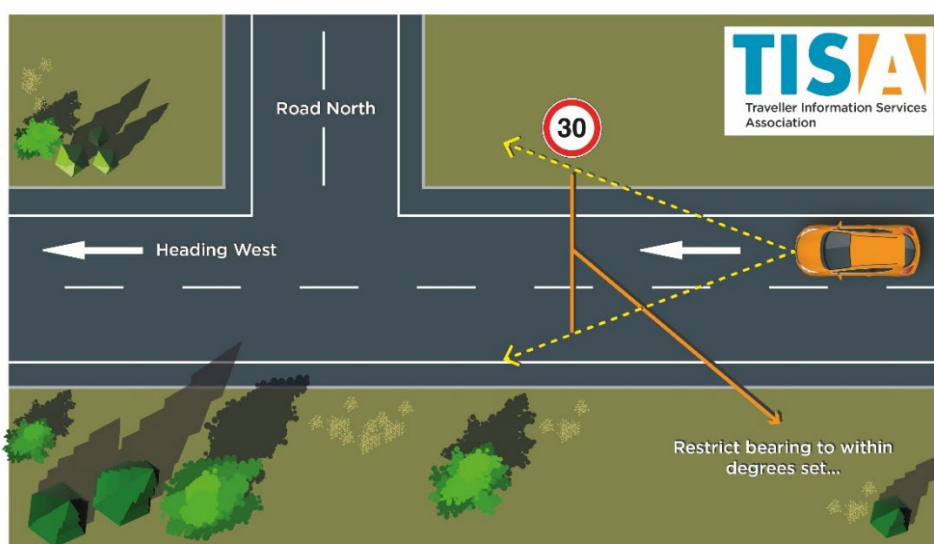 TISA
Traveller Information Services
Association
Road North
30
Heading West
Restrict bearing to within
degrees set...